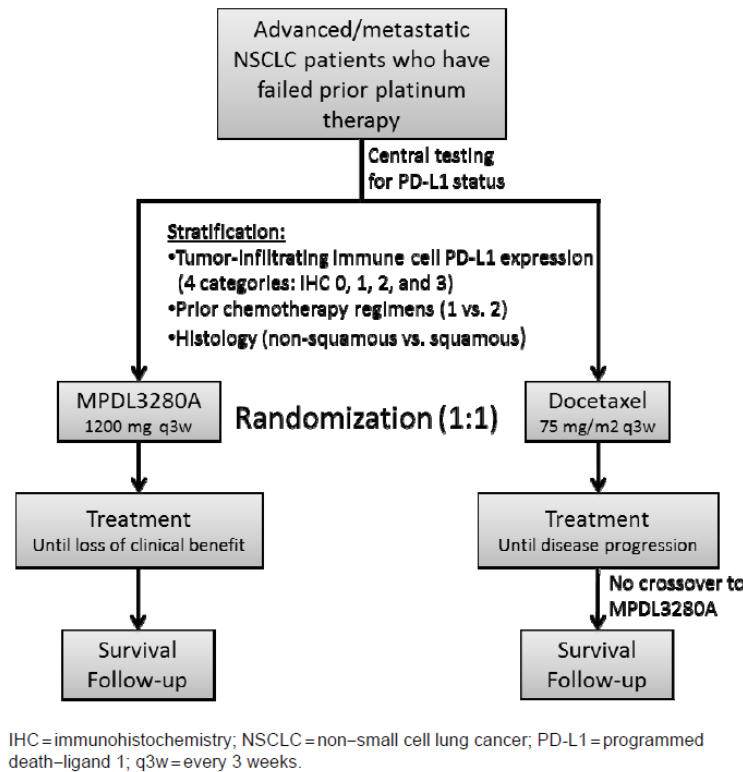 Advanced/metastatic
NSCLC patients who have
failed prior platinum
therapy
Central testing
for PD-L1 status
Stratification:
•Tumor-infiltrating immune cell PD-L1 expression
(4 categories: IHC 0, 1, 2, and 3)
•Prior chemotherapy regimens (1 vs. 2)
•Histology (non-squamous vs. squamous)
MPDL3280A
1200 mg q3w
Randomization (1:1)
Docetaxel
75 mg/m2 q3w
Treatment
Until loss of clinical benefit
Treatment
Until disease progression
No crossover to
MPDL3280A
Survival
Follow-up
Survival
Follow-up
IHC=immunohistochemistry; NSCLC=non–small cell lung cancer; PD-L1=programmed
death–ligand 1; q3w=every 3 weeks.